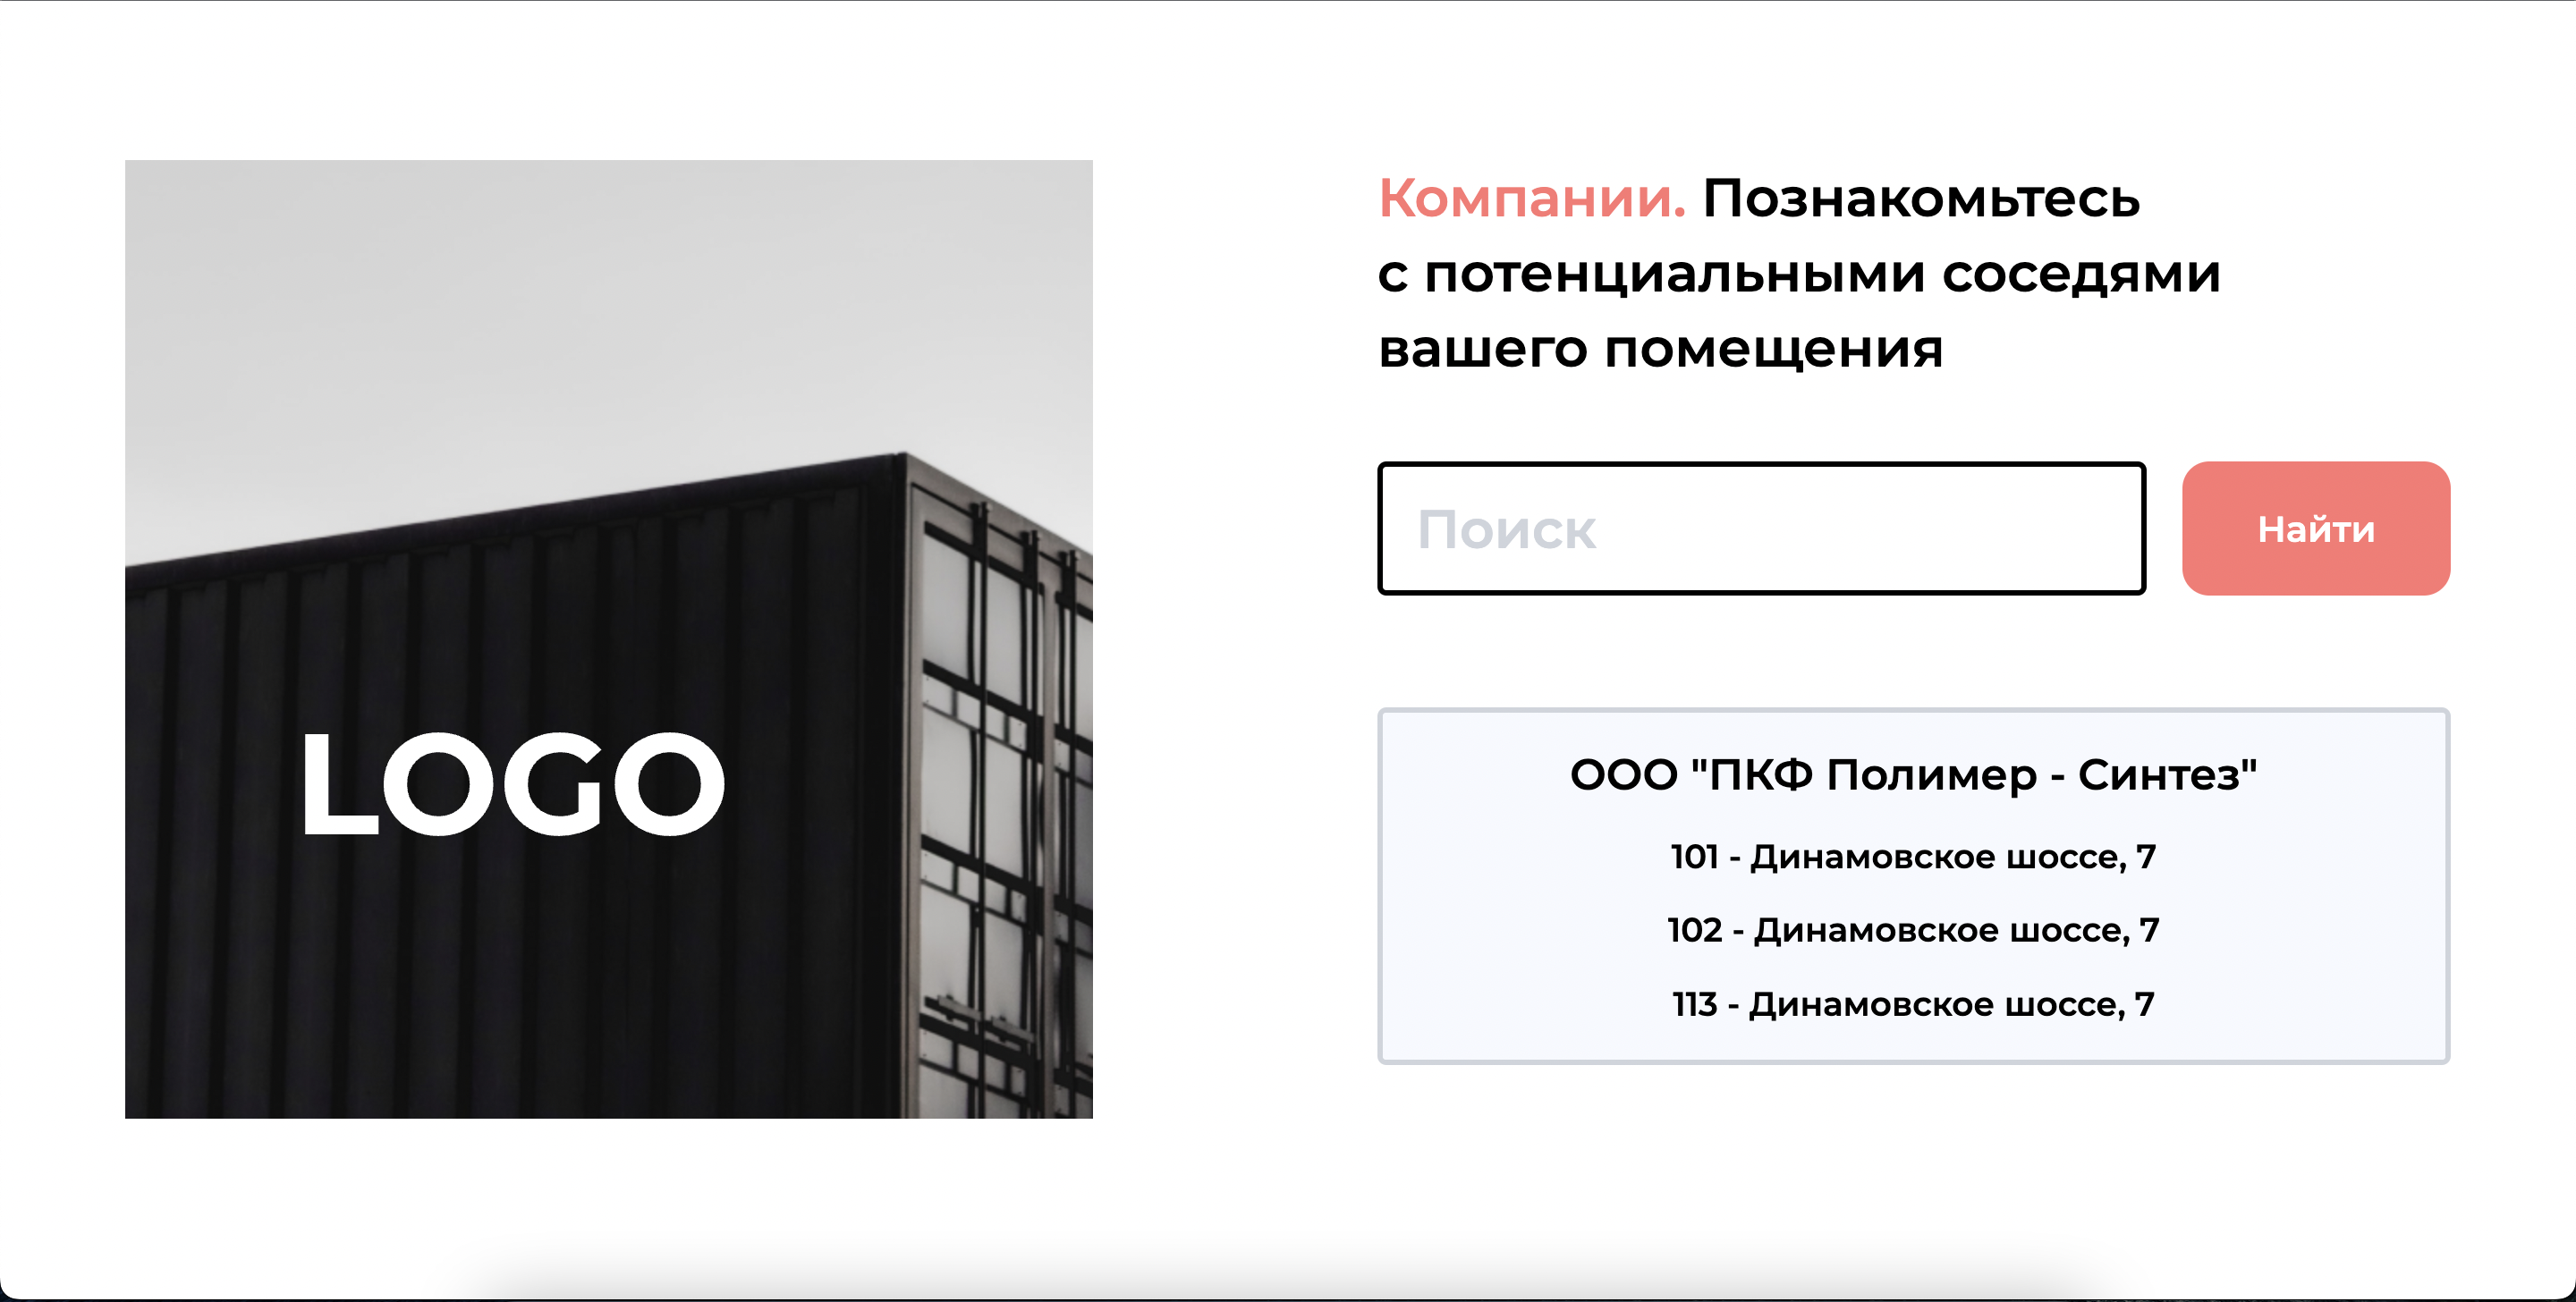 LOGO
Компании. Познакомьтесь
с потенциальными соседями
вашего помещения
Поиск
Найти
ООО "ПКФ Полимер - Синтез"
101 - Динамовское шоссе, 7
102 - Динамовское шоссе, 7
113 - Динамовское шоссе, 7